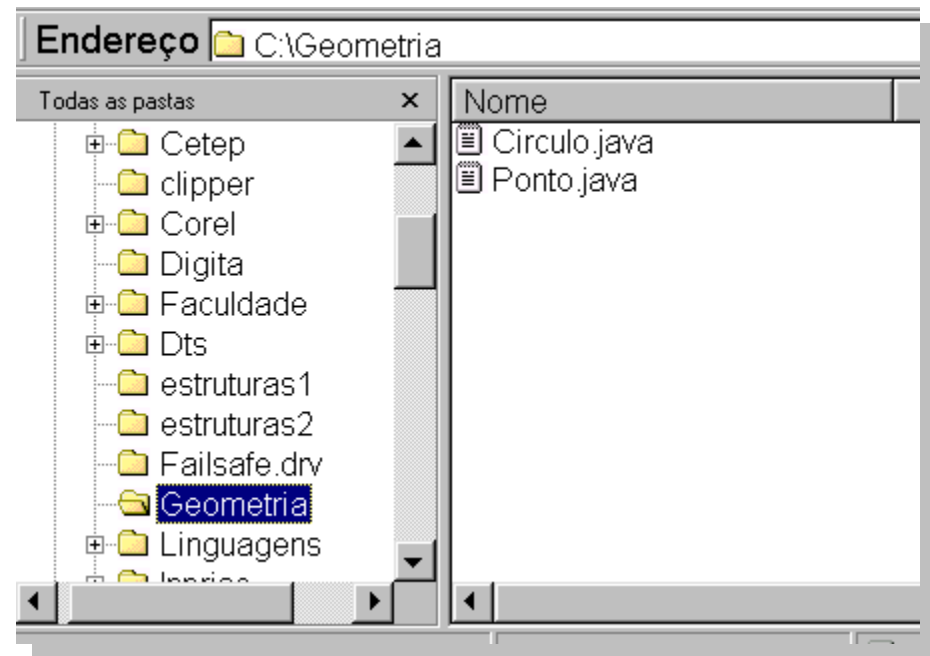 Endereço C:\Geometria
Todas as pastas
Cetep
clipper
Corel
Digita
Faculdade
Dts
estruturas1
estruturas2
Failsafe.drv
Geometria
Linguagens
Nome
Circulo.java
Ponto.java